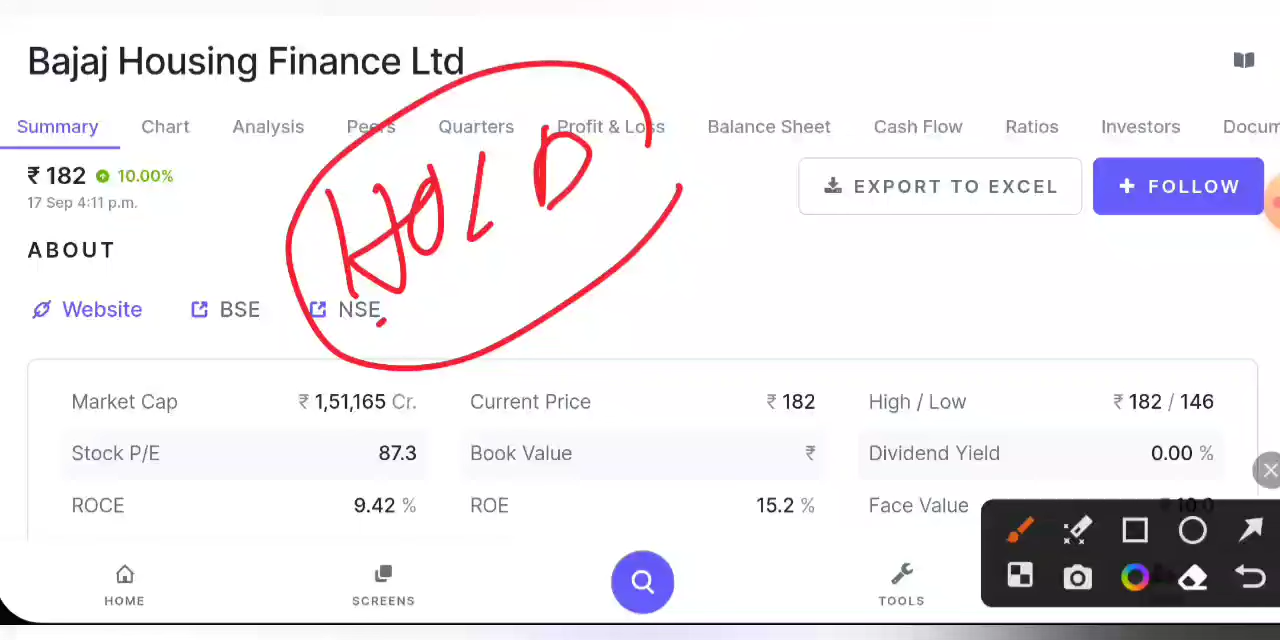 Bajaj Housing Finance Ltd
Summary Chart Analysis Peers Quarters Profit & Loss Balance Sheet Cash Flow Ratios Investors Docum
₹ 182 10.00%
17 Sep 4:11 p.m.
EXPORT TO EXCEL
+ FOLLOW
HOLD
ABOUT
Website BSE NSE
Market Cap ₹ 1,51,165 Cr. Current Price ₹ 182 High / Low ₹ 182 / 146
Stock P/E 87.3 Book Value ₹ Dividend Yield 0.00 %
ROCE 9.42 % ROE 15.2 % Face Value ₹ 10.0
HOME SCREENS TOOLS